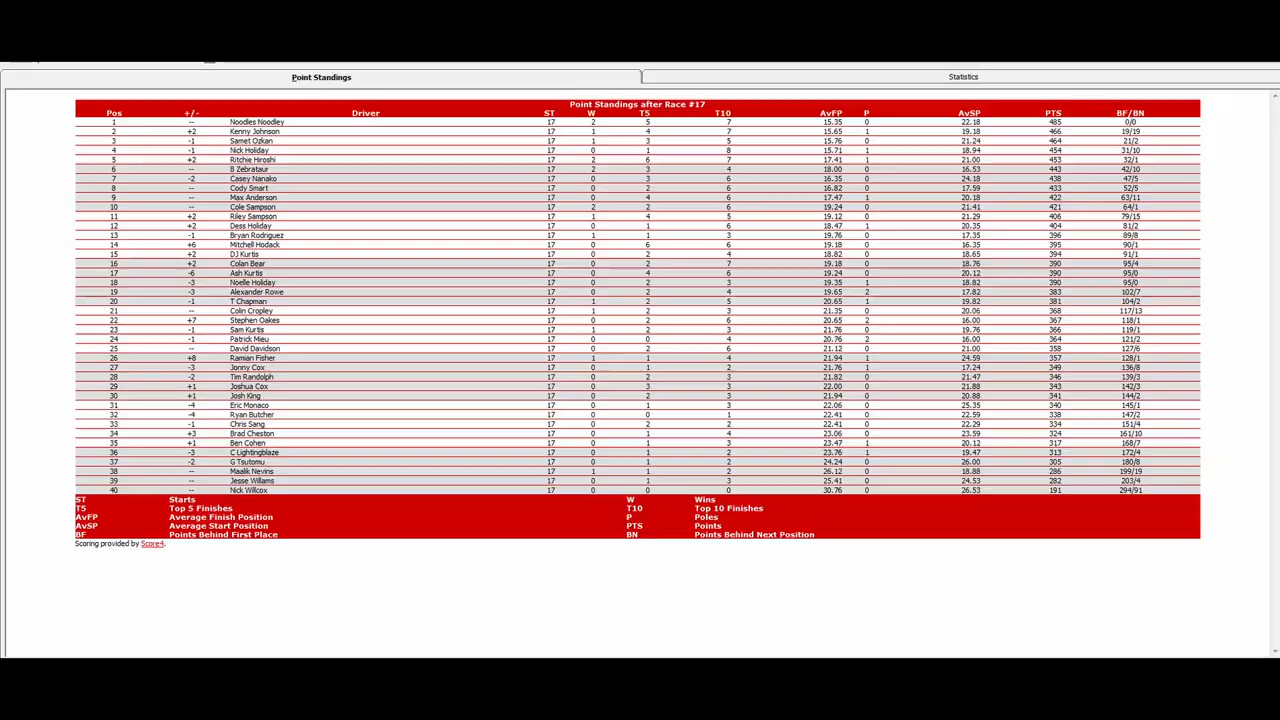 Point Standings Statistics
Point Standings after Race #17
Pos +/- Driver ST W T5 T10 AvFP P AvSP PTS BF/BN
1 -- Noodles Noodley 17 2 5 7 15.35 0 22.18 485 0/0
2 +2 Kenny Johnson 17 1 4 7 15.65 1 19.18 466 19/19
3 -1 Samet Ozkan 17 1 3 5 15.76 0 21.24 464 21/2
4 -1 Nick Holiday 17 0 1 8 15.71 1 18.94 454 31/10
5 +2 Ritchie Hiroshi 17 2 6 7 17.41 1 21.00 453 32/1
6 -- B Zebrataur 17 2 3 4 18.00 0 16.53 443 42/10
7 -2 Casey Nanako 17 0 3 6 16.35 0 24.18 438 47/5
8 -- Cody Smart 17 0 2 6 16.82 0 17.59 433 52/5
9 -- Max Anderson 17 0 4 6 17.47 1 20.18 422 63/11
10 -- Cole Sampson 17 2 2 6 19.24 0 21.41 421 64/1
11 +2 Riley Sampson 17 1 4 5 19.12 0 21.29 406 79/15
12 +2 Dess Holiday 17 0 1 6 18.47 1 20.35 404 81/2
13 -1 Bryan Rodriguez 17 1 1 3 19.76 0 17.35 396 89/8
14 +6 Mitchell Hodack 17 0 6 6 19.18 0 16.35 395 90/1
15 +2 DJ Kurtis 17 0 2 4 18.82 0 18.65 394 91/1
16 +2 Colan Bear 17 0 2 7 19.18 0 18.76 390 95/4
17 -6 Ash Kurtis 17 0 4 6 19.24 0 20.12 390 95/0
18 -3 Noelle Holiday 17 0 2 3 19.35 1 18.82 390 95/0
19 -3 Alexander Rowe 17 0 2 4 19.65 2 17.82 383 102/7
20 -1 T Chapman 17 1 2 5 20.65 1 19.82 381 104/2
21 -- Colin Cropley 17 1 2 3 21.35 0 20.06 368 117/13
22 +7 Stephen Oakes 17 0 2 6 20.65 2 16.00 367 118/1
23 -1 Sam Kurtis 17 1 2 3 21.76 0 19.76 366 119/1
24 -1 Patrick Mieu 17 0 0 4 20.76 2 16.00 364 121/2
25 -- David Davidson 17 0 2 6 21.12 0 21.00 358 127/6
26 +8 Ramian Fisher 17 1 1 4 21.94 1 24.59 357 128/1
27 -3 Jonny Cox 17 0 1 2 21.76 1 17.24 349 136/8
28 -2 Tim Randolph 17 0 2 3 21.82 0 21.47 346 139/3
29 +1 Joshua Cox 17 0 3 3 22.00 0 21.88 343 142/3
30 +1 Josh King 17 0 2 3 21.94 0 20.88 341 144/2
31 -4 Eric Monaco 17 0 1 3 22.06 0 25.35 340 145/1
32 -4 Ryan Butcher 17 0 0 1 22.41 0 22.59 338 147/2
33 -1 Chris Sang 17 0 2 2 22.41 0 22.29 334 151/4
34 +3 Brad Cheston 17 0 1 4 23.06 0 23.59 324 161/10
35 +1 Ben Cohen 17 0 1 3 23.47 1 20.12 317 168/7
36 -3 C Lightingblaze 17 0 1 2 23.76 1 19.47 313 172/4
37 -2 G Tsutomu 17 0 1 2 24.24 0 26.00 305 180/8
38 -- Maalik Nevins 17 1 1 2 26.12 0 18.88 286 199/19
39 -- Jesse Willams 17 0 1 3 25.41 0 24.53 282 203/4
40 -- Nick Willcox 17 0 0 0 30.76 0 26.53 191 294/91
ST Starts W Wins
T5 Top 5 Finishes T10 Top 10 Finishes
AvFP Average Finish Position P Poles
AvSP Average Start Position PTS Points
BF Points Behind First Place BN Points Behind Next Position
Scoring provided by Score4.